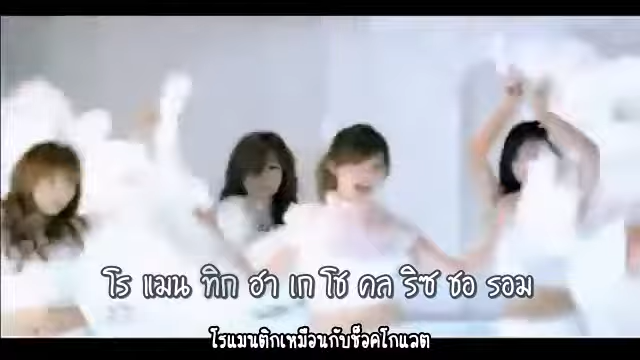 โร แมน ทิก ฮา เก โช คล ริซ ชอ รอม
โรแมนติกเหมือนกับช็อคโกแลต